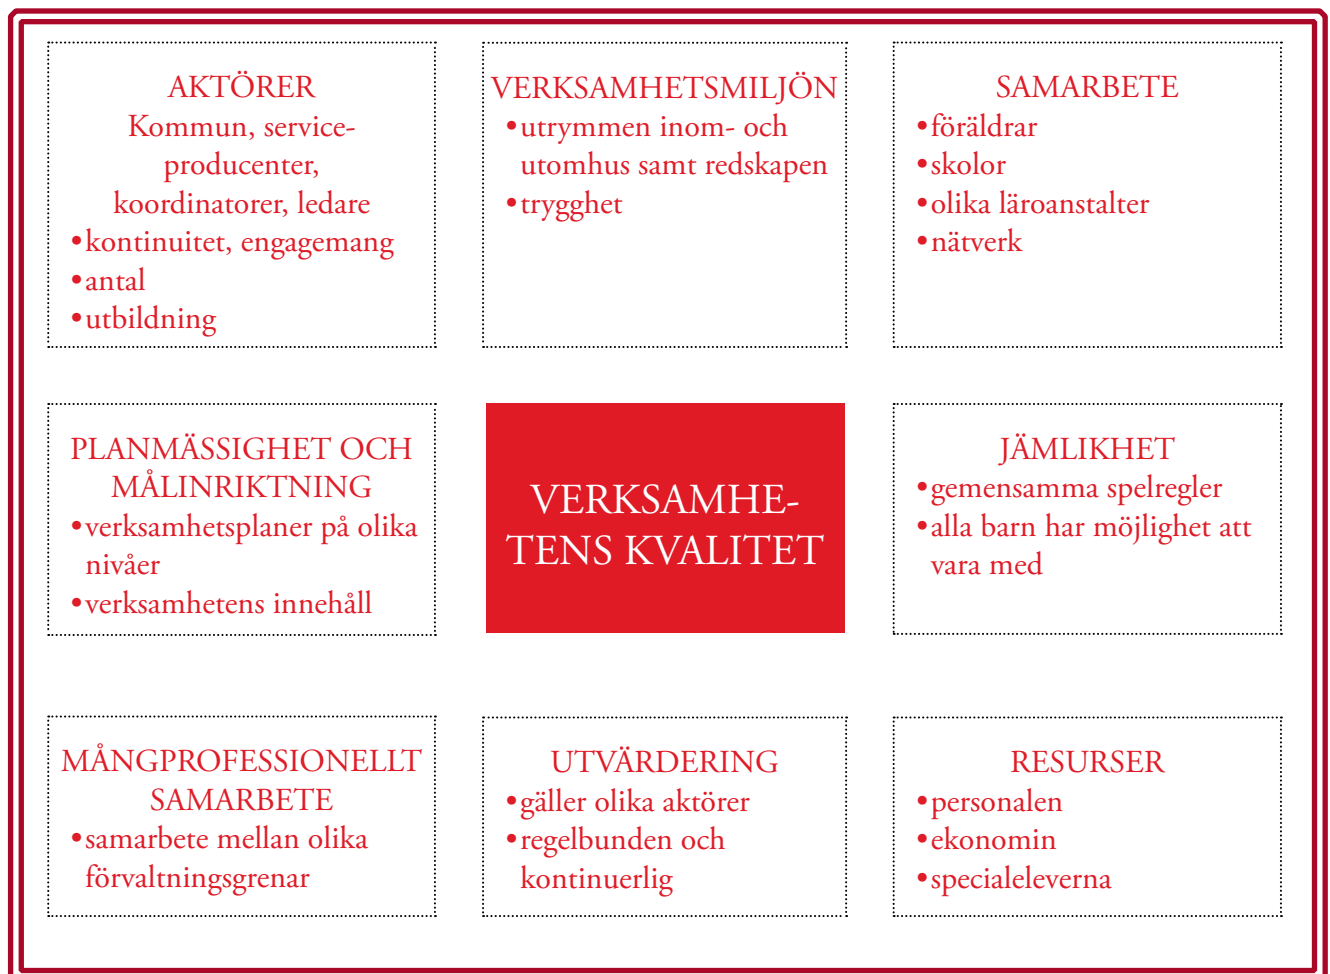 AKTÖRER
Kommun, service-
producenter,
koordinatorer, ledare
•kontinuitet, engagemang
•antal
•utbildning
VERKSAMHETSMILJÖN
•utrymmen inom- och
utomhus samt redskapen
•trygghet
SAMARBETE
•föräldrar
•skolor
•olika läroanstalter
•nätverk
PLANMÄSSIGHET OCH
MÅLINRIKTNING
•verksamhetsplaner på olika
nivåer
•verksamhetens innehåll
VERKSAMHE-
TENS KVALITET
JÄMLIKHET
•gemensamma spelregler
•alla barn har möjlighet att
vara med
MÅNGPROFESSIONELLT
SAMARBETE
•samarbete mellan olika
förvaltningsgrenar
UTVÄRDERING
•gäller olika aktörer
•regelbunden och
kontinuerlig
RESURSER
•personalen
•ekonomin
•specialeleverna